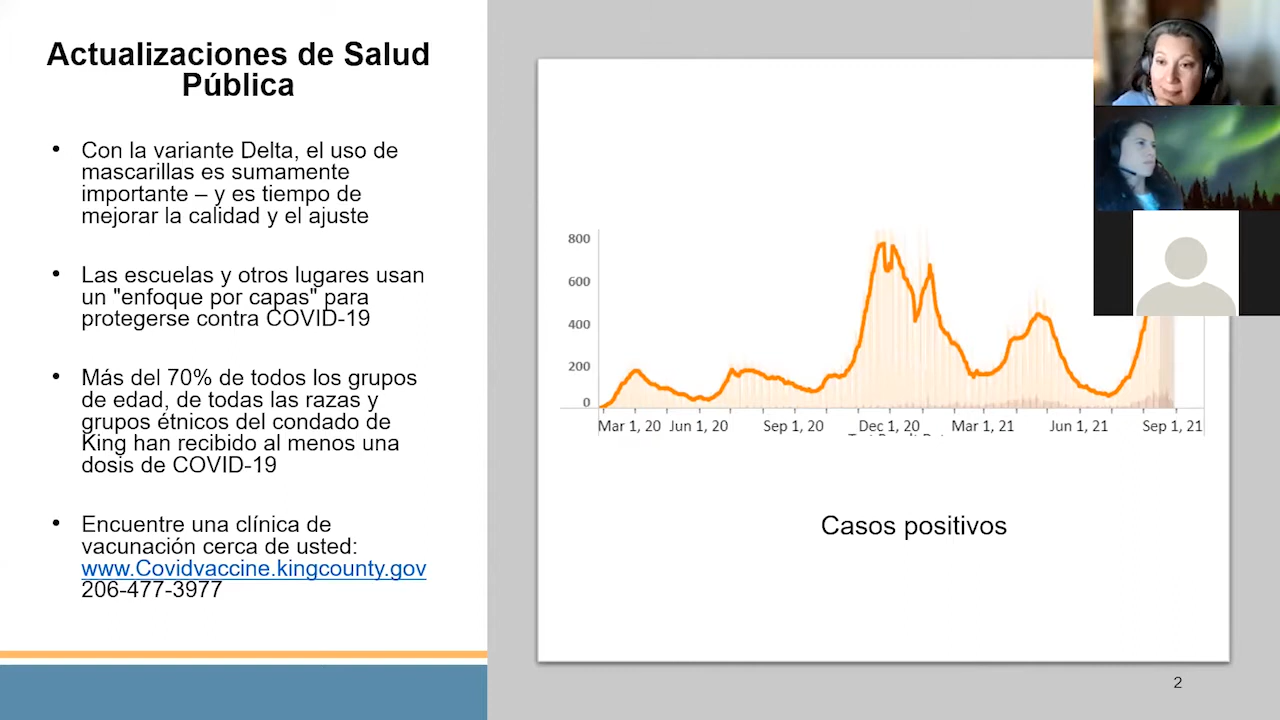 Actualizaciones de Salud
Pública
• Con la variante Delta, el uso de
mascarillas es sumamente
importante – y es tiempo de
mejorar la calidad y el ajuste
• Las escuelas y otros lugares usan
un "enfoque por capas" para
protegerse contra COVID-19
• Más del 70% de todos los grupos
de edad, de todas las razas y
grupos étnicos del condado de
King han recibido al menos una
dosis de COVID-19
• Encuentre una clínica de
vacunación cerca de usted:
www.Covidvaccine.kingcounty.gov
206-477-3977
800
600
400
200
0
Mar 1, 20 Jun 1, 20 Sep 1, 20 Dec 1, 20 Mar 1, 21 Jun 1, 21 Sep 1, 21
Casos positivos
2